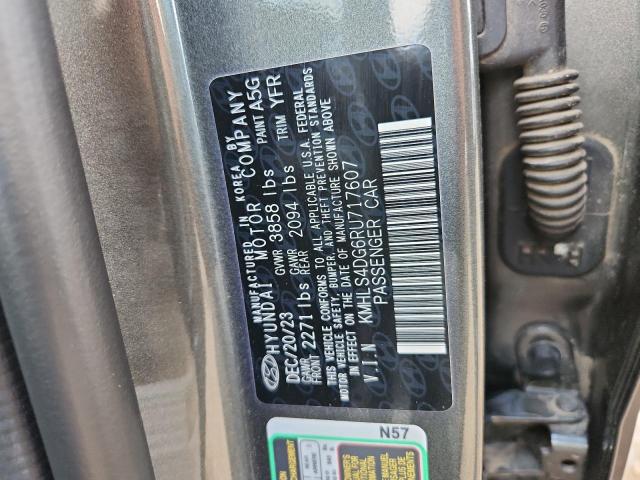 MANUFACTURED IN KOREA BY
HYUNDAI MOTOR COMPANY
DEC/20/23 GVWR 3858 lbs PAINT A5G
GAWR FRONT 2271 lbs GAWR REAR 2094 lbs TRIM YFR
THIS VEHICLE CONFORMS TO ALL APPLICABLE U.S.A. FEDERAL
MOTOR VEHICLE SAFETY, BUMPER, AND THEFT PREVENTION STANDARDS
IN EFFECT ON THE DATE OF MANUFACTURE SHOWN ABOVE
V.I.N KMHLS4DG6RU717607
PASSENGER CAR
N57